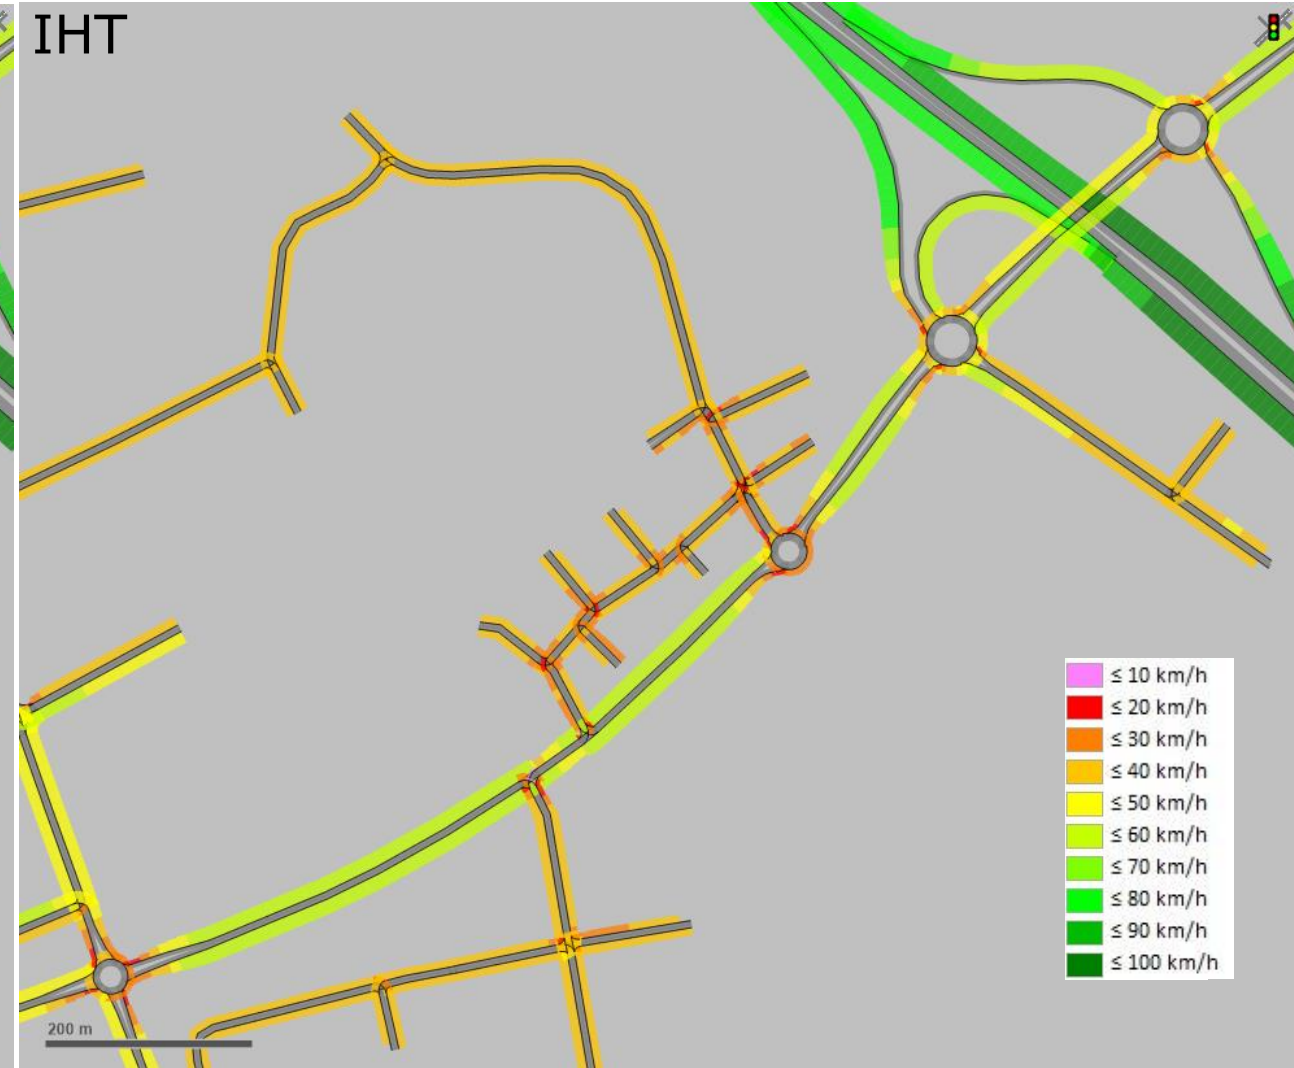 IHT
≤ 10 km/h
≤ 20 km/h
≤ 30 km/h
≤ 40 km/h
≤ 50 km/h
≤ 60 km/h
≤ 70 km/h
≤ 80 km/h
≤ 90 km/h
≤ 100 km/h
200 m